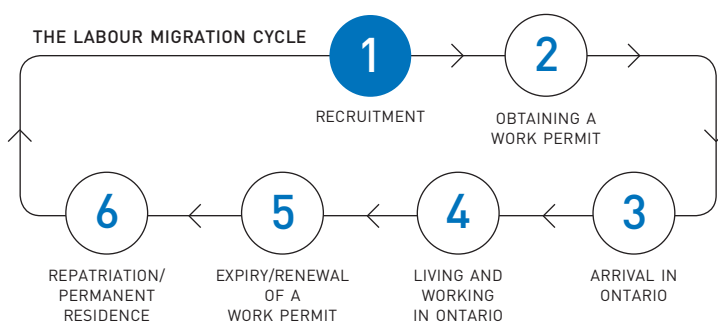 THE LABOUR MIGRATION CYCLE
1
RECRUITMENT
2
OBTAINING A
WORK PERMIT
3
ARRIVAL IN
ONTARIO
4
LIVING AND
WORKING
IN ONTARIO
5
EXPIRY/RENEWAL
OF A
WORK PERMIT
6
REPATRIATION/
PERMANENT
RESIDENCE